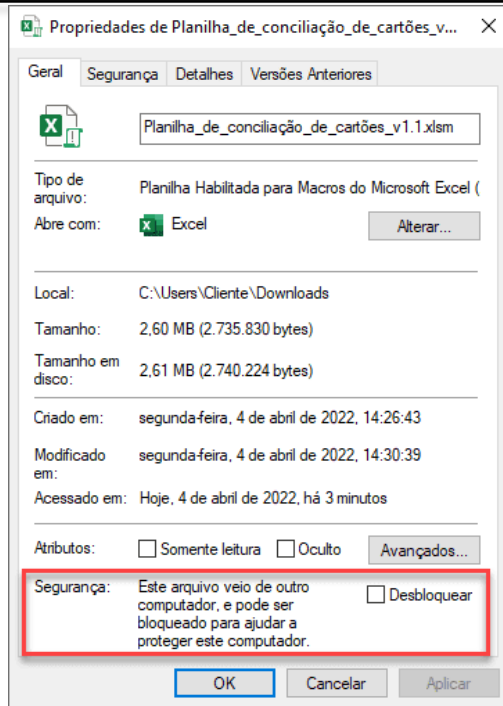 Propriedades de Planilha_de_conciliação_de_cartões_v...
Geral Segurança Detalhes Versões Anteriores
Planilha_de_conciliação_de_cartões_v1.1.xlsm
Tipo de arquivo: Planilha Habilitada para Macros do Microsoft Excel (
Abre com: Excel Alterar...
Local: C:\Users\Cliente\Downloads
Tamanho: 2,60 MB (2.735.830 bytes)
Tamanho em disco: 2,61 MB (2.740.224 bytes)
Criado em: segunda-feira, 4 de abril de 2022, 14:26:43
Modificado em: segunda-feira, 4 de abril de 2022, 14:30:39
Acessado em: Hoje, 4 de abril de 2022, há 3 minutos
Atributos: Somente leitura Oculto Avançados...
Segurança: Este arquivo veio de outro
computador, e pode ser
bloqueado para ajudar a
proteger este computador.
Desbloquear
OK Cancelar Aplicar